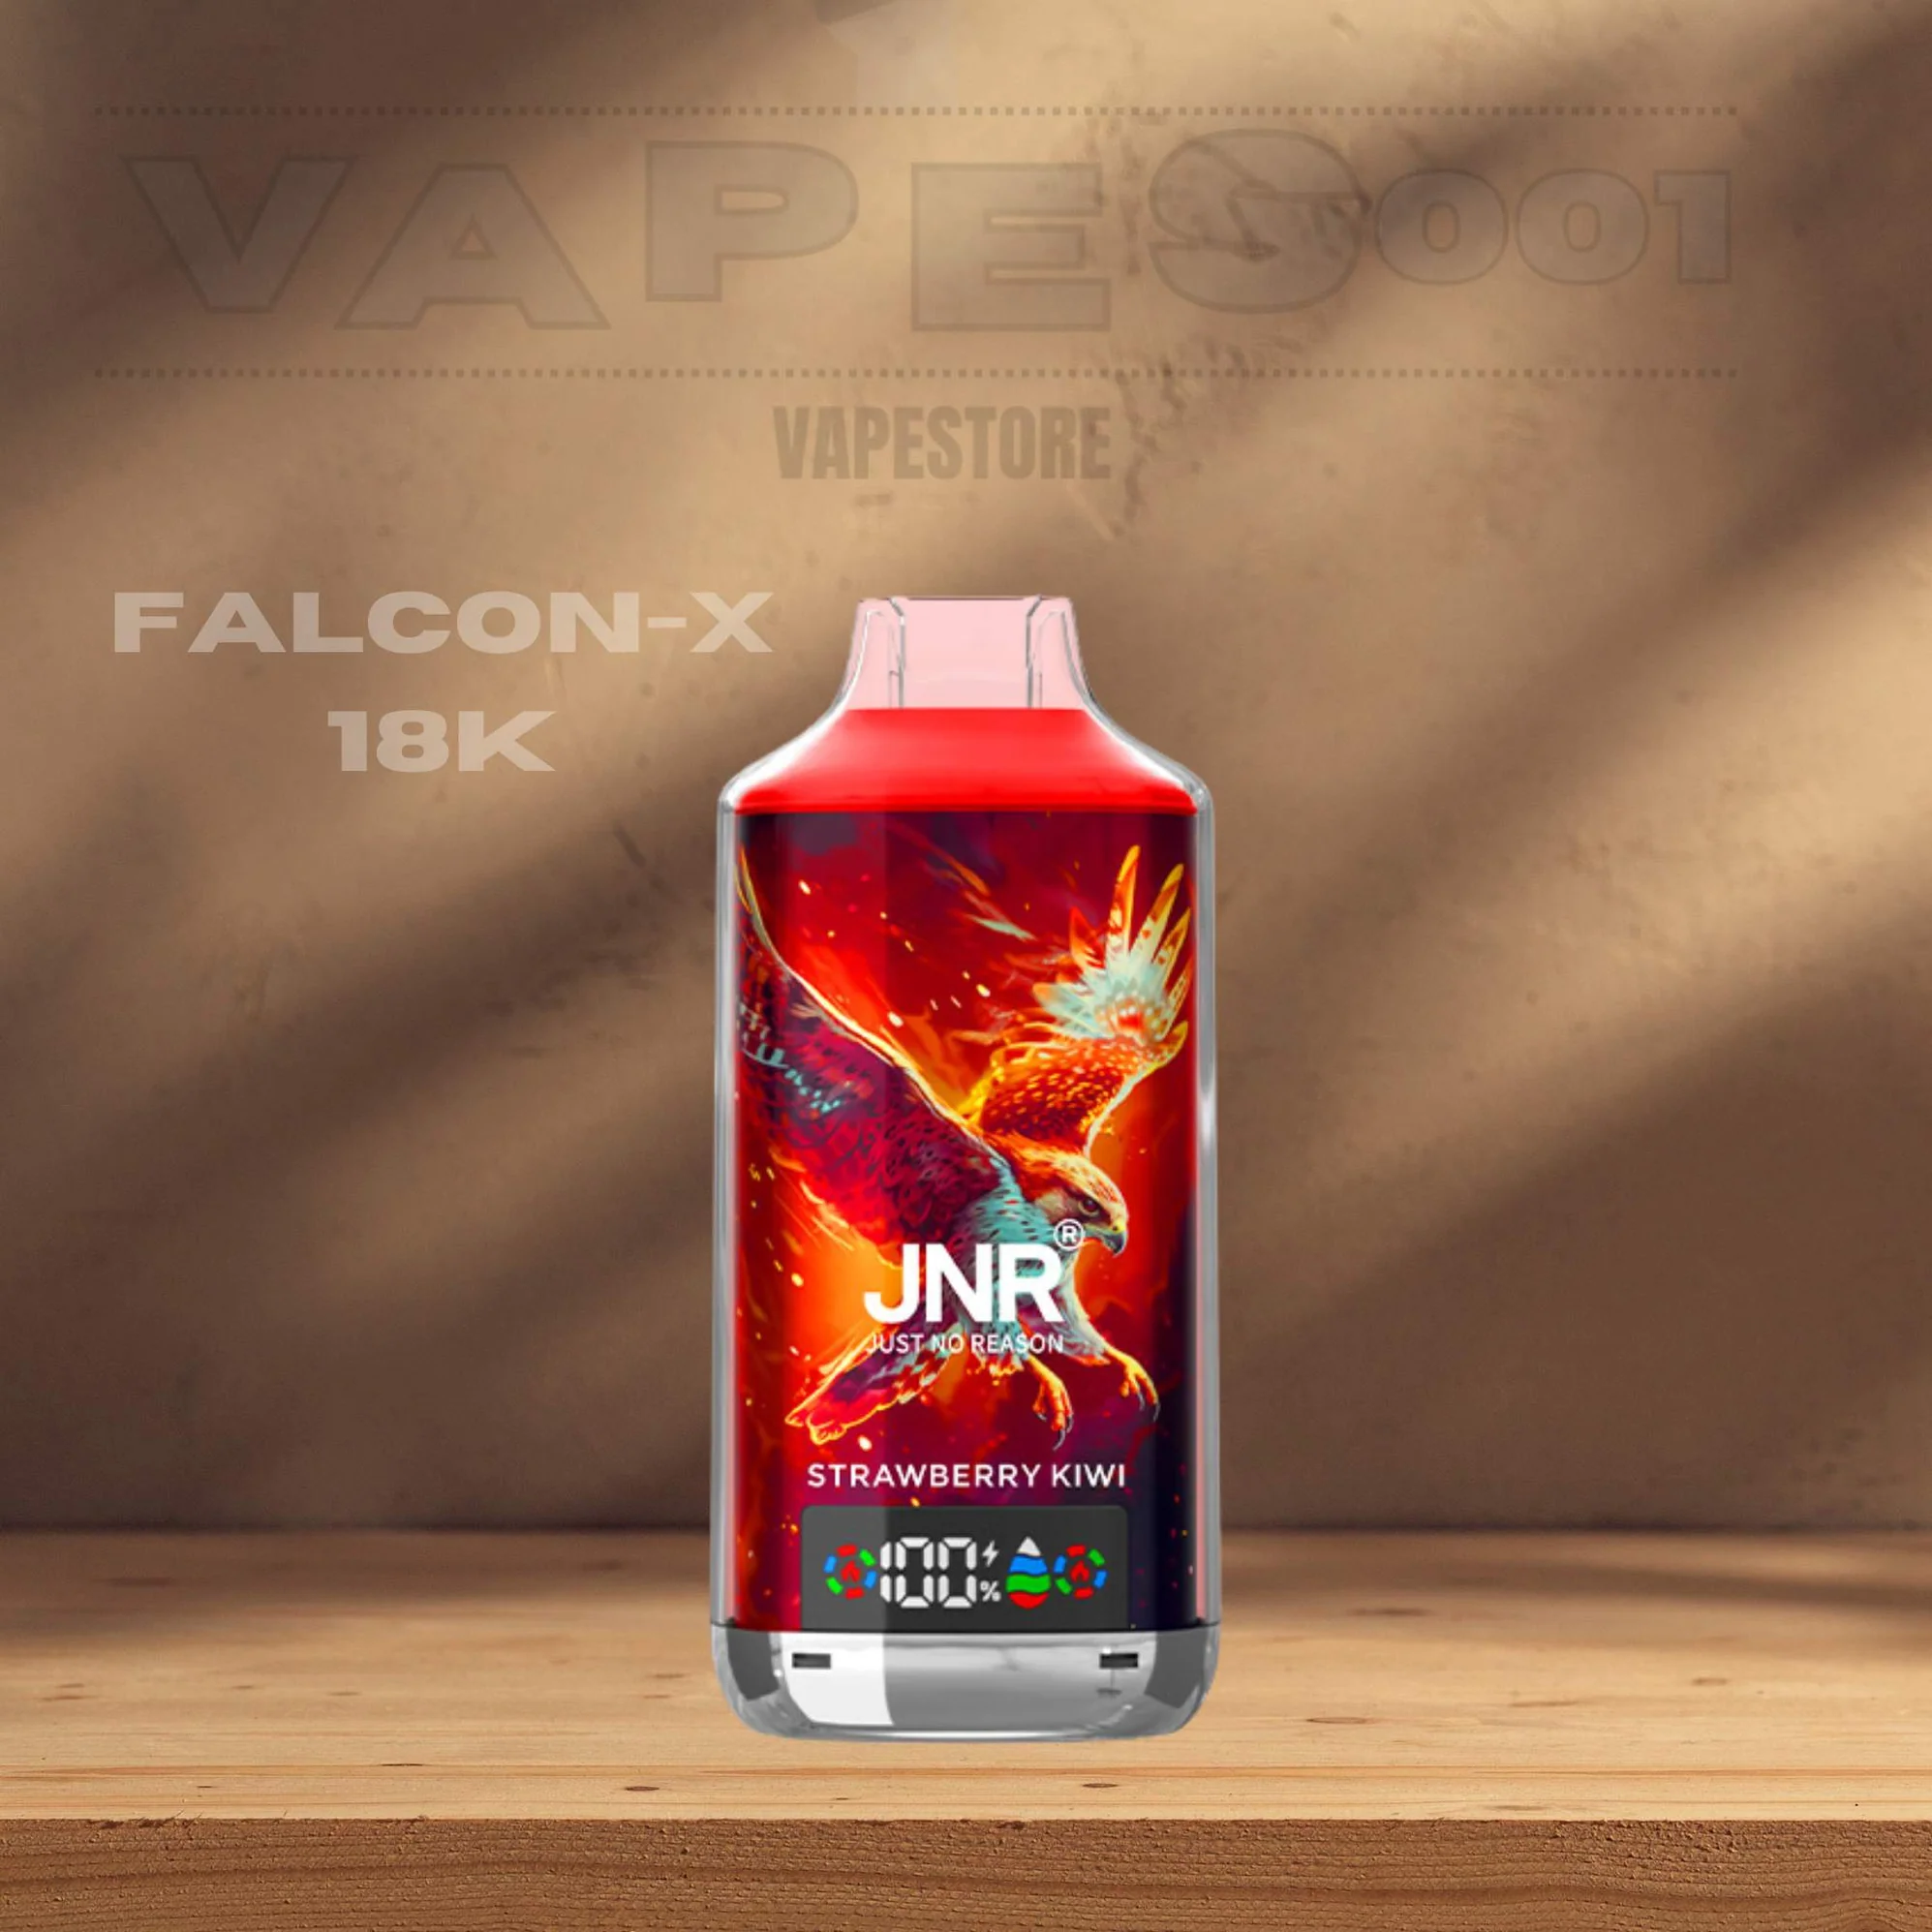 VAPES001
VAPESTORE
FALCON-X
18K
JNR®
JUST NO REASON
STRAWBERRY KIWI
100%